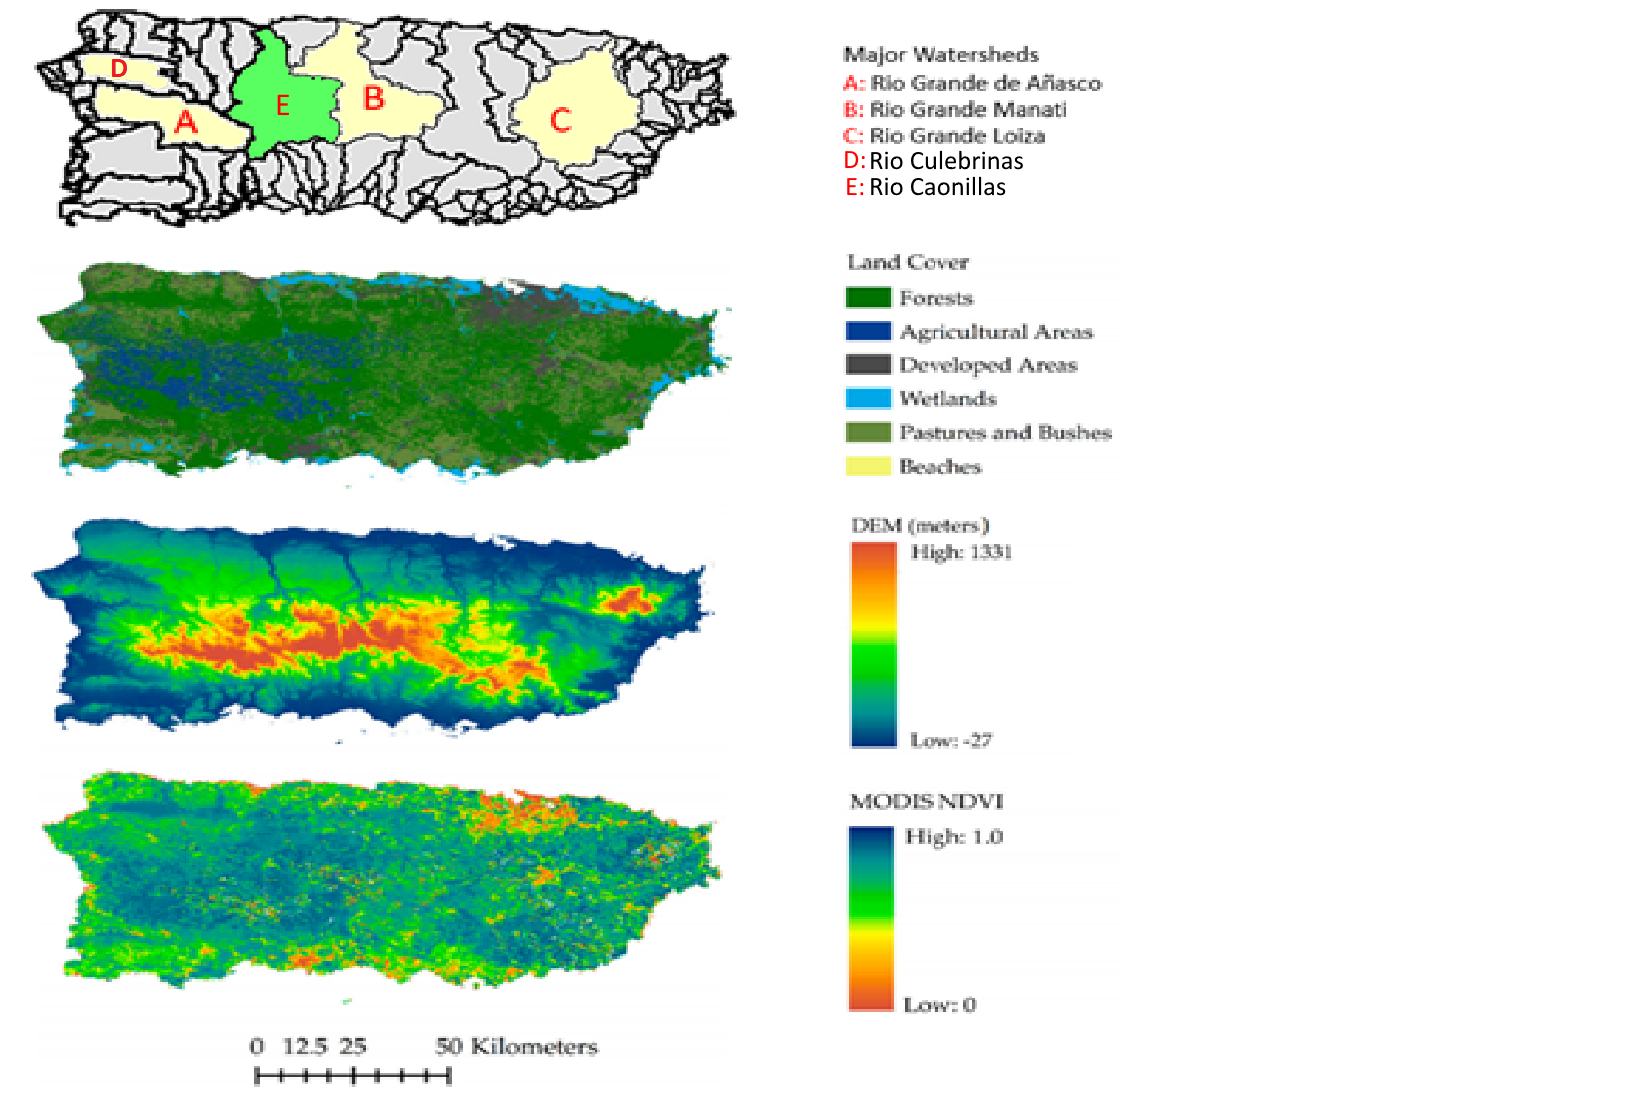 D
A
E
B
C
Major Watersheds
A: Rio Grande de Añasco
B: Rio Grande Manati
C: Rio Grande Loiza
D: Rio Culebrinas
E: Rio Caonillas
Land Cover
Forests
Agricultural Areas
Developed Areas
Wetlands
Pastures and Bushes
Beaches
DEM (meters)
High: 1331
Low: -27
MODIS NDVI
High: 1.0
Low: 0
0 12.5 25 50 Kilometers